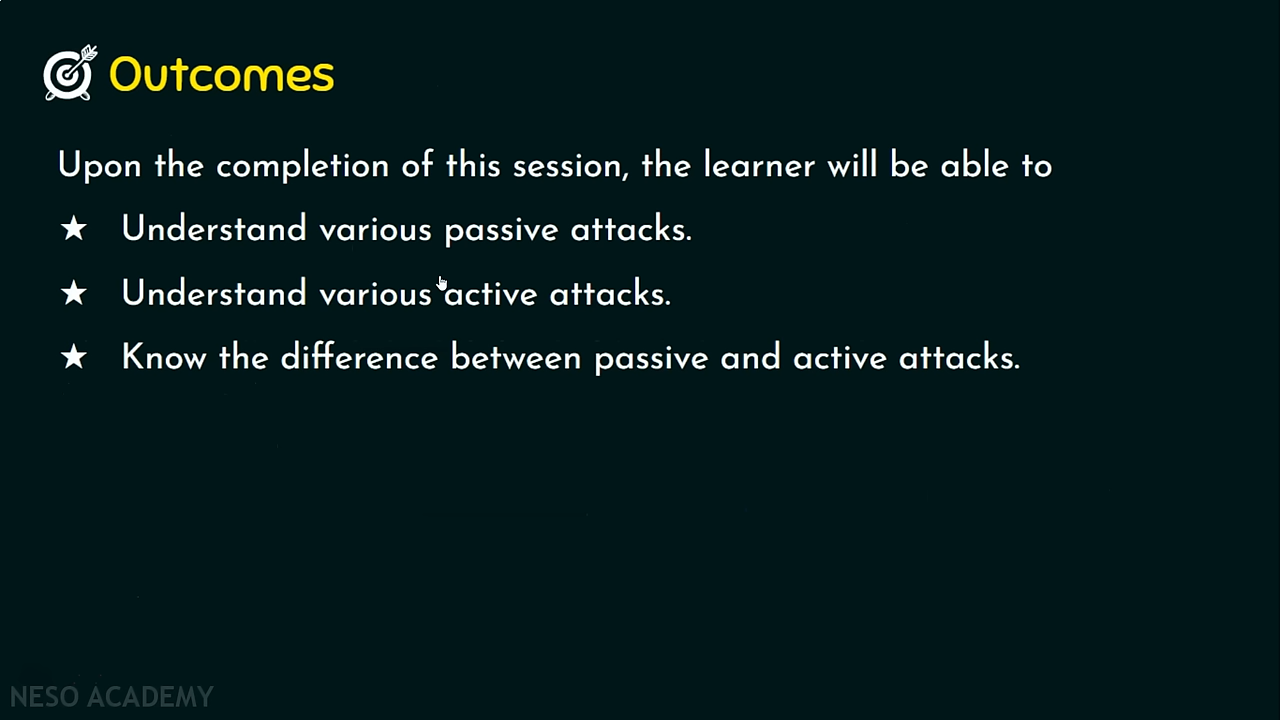 Outcomes
Upon the completion of this session, the learner will be able to
★ Understand various passive attacks.
★ Understand various active attacks.
★ Know the difference between passive and active attacks.
NESO ACADEMY